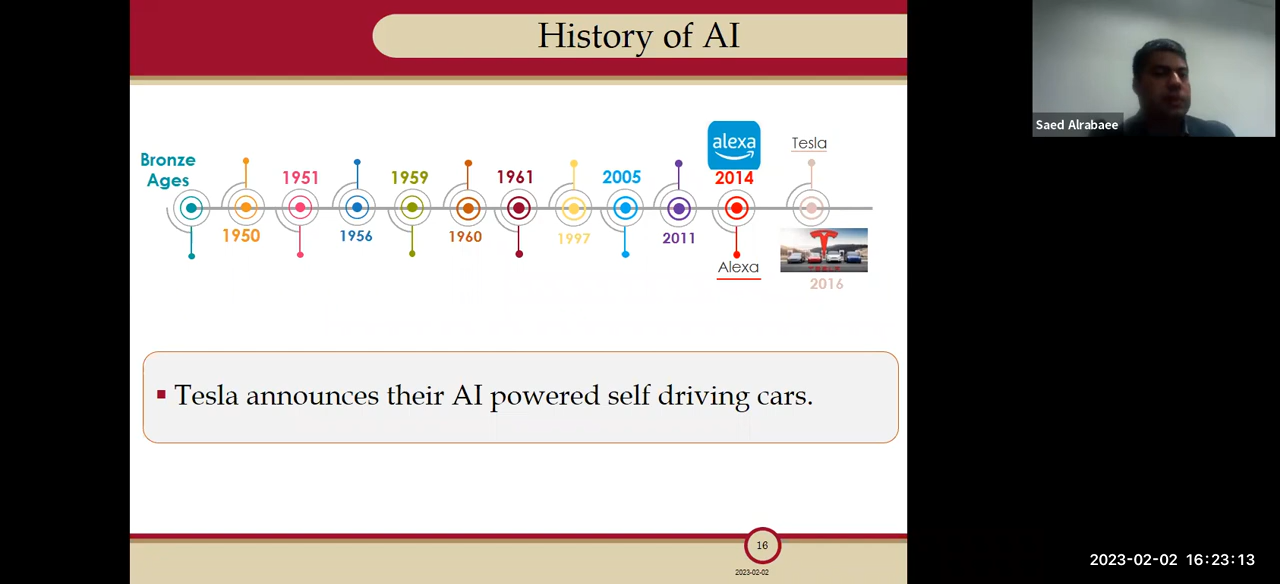 History of AI
Saed Alrabaee
alexa
Tesla
Bronze
Ages
1951
1959
1961
2005
2014
1950
1956
1960
1997
2011
Alexa
TESLA
2016
▪ Tesla announces their AI powered self driving cars.
16
2023-02-02
2023-02-02 16:23:13